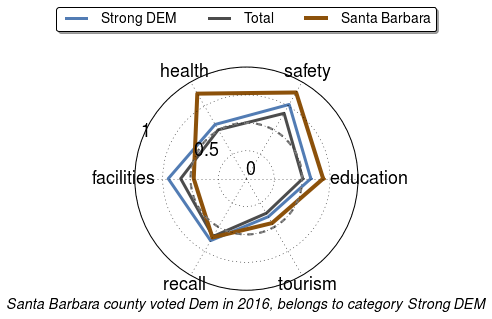 Strong DEM Total Santa Barbara
health safety
1
0.5
0
facilities education
recall tourism
Santa Barbara county voted Dem in 2016, belongs to category Strong DEM